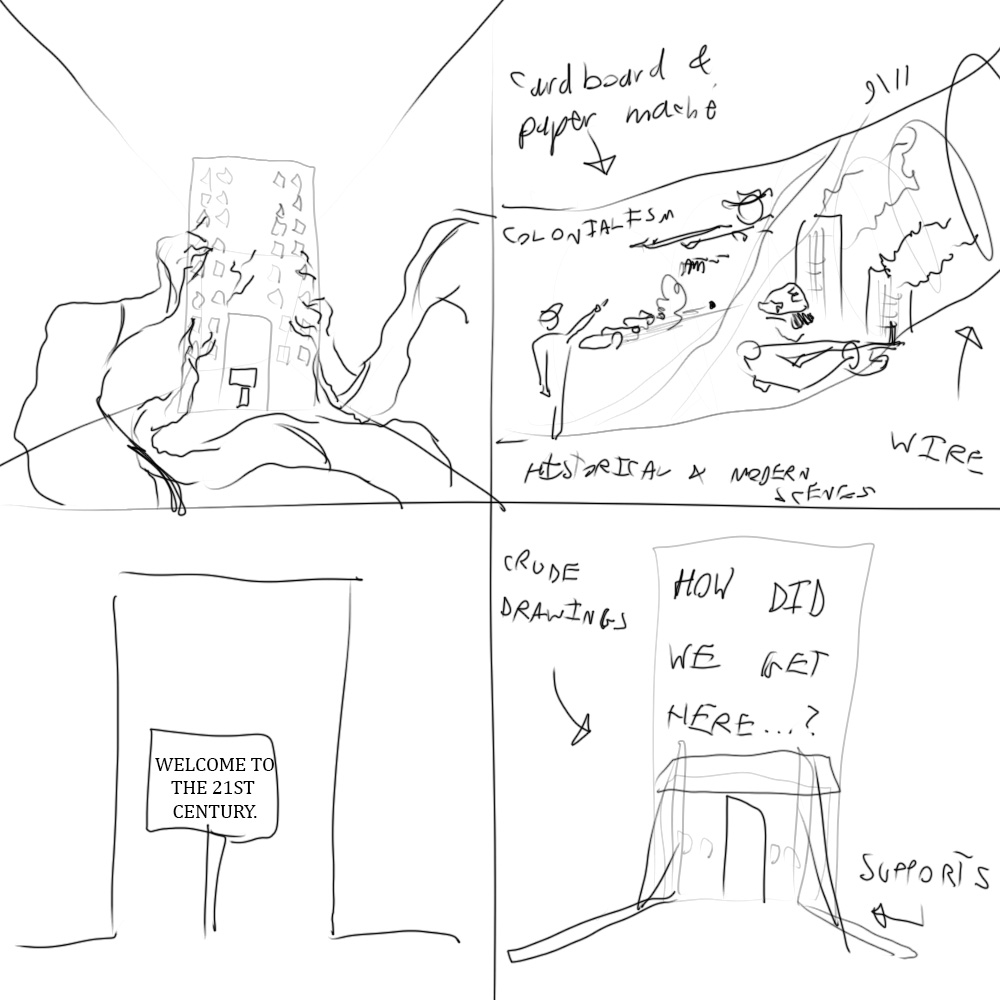 Cardboard &
paper maché
9/11
COLONIALISM
WIRE
HISTORICAL & MODERN
SCENES
WELCOME TO
THE 21ST
CENTURY.
CRUDE
DRAWINGS
HOW DID
WE GET
HERE...?
SUPPORTS